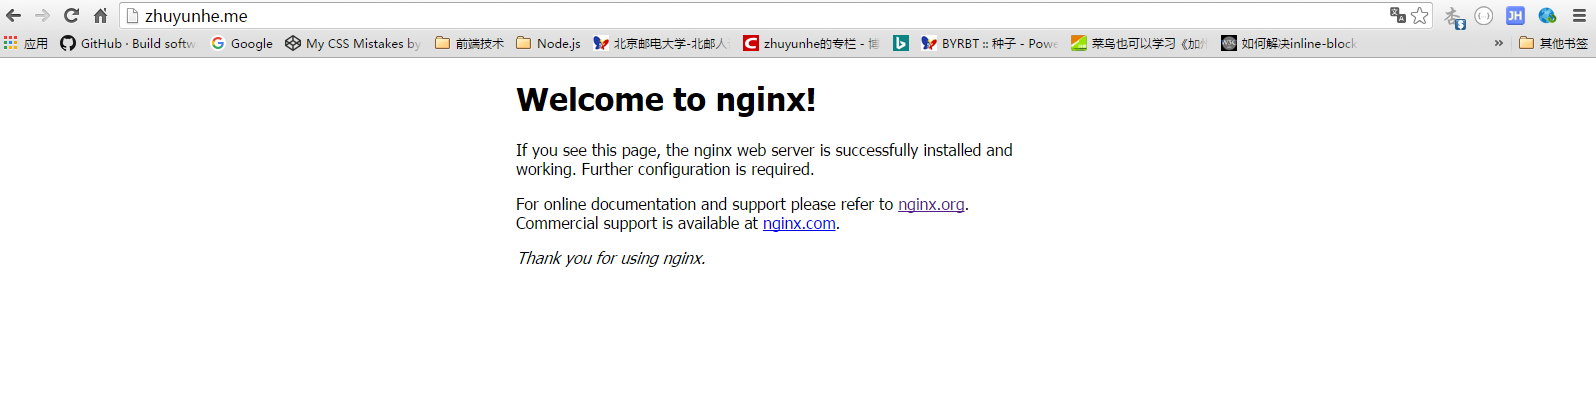 zhuyunhe.me
应用 GitHub · Build softw Google My CSS Mistakes by 前端技术 Node.js 北京邮电大学-北邮人 zhuyunhe的专栏 - 博 BYRBT :: 种子 - Powe 菜鸟也可以学习《加州 如何解决inline-block » 其他书签
Welcome to nginx!
If you see this page, the nginx web server is successfully installed and
working. Further configuration is required.
For online documentation and support please refer to nginx.org.
Commercial support is available at nginx.com.
Thank you for using nginx.